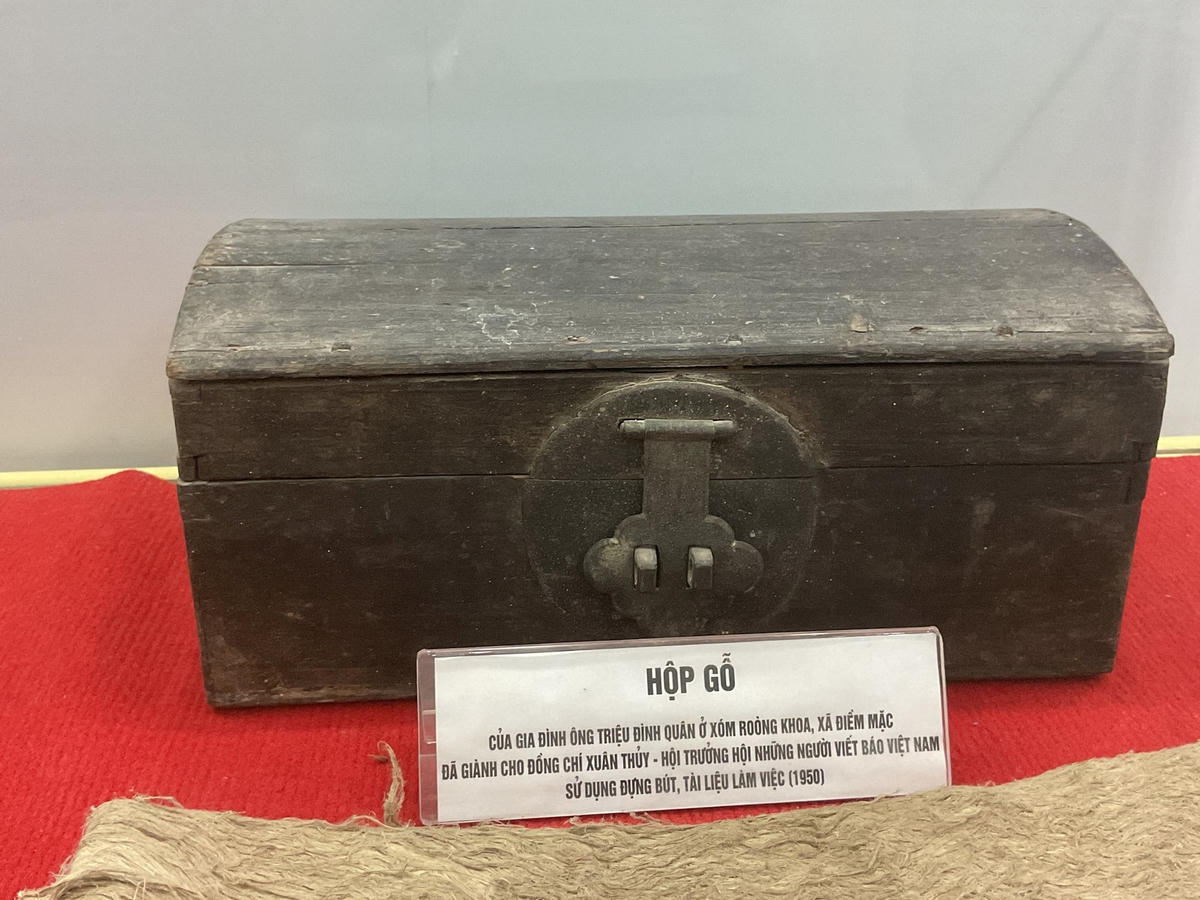 HỘP GỖ
CỦA GIA ĐÌNH ÔNG TRIỆU ĐÌNH QUÂN Ở XÓM ROÒNG KHOA, XÃ ĐIỀM MẶC
ĐÃ GIÀNH CHO ĐỒNG CHÍ XUÂN THỦY - HỘI TRƯỞNG HỘI NHỮNG NGƯỜI VIẾT BÁO VIỆT NAM
SỬ DỤNG ĐỰNG BÚT, TÀI LIỆU LÀM VIỆC (1950)